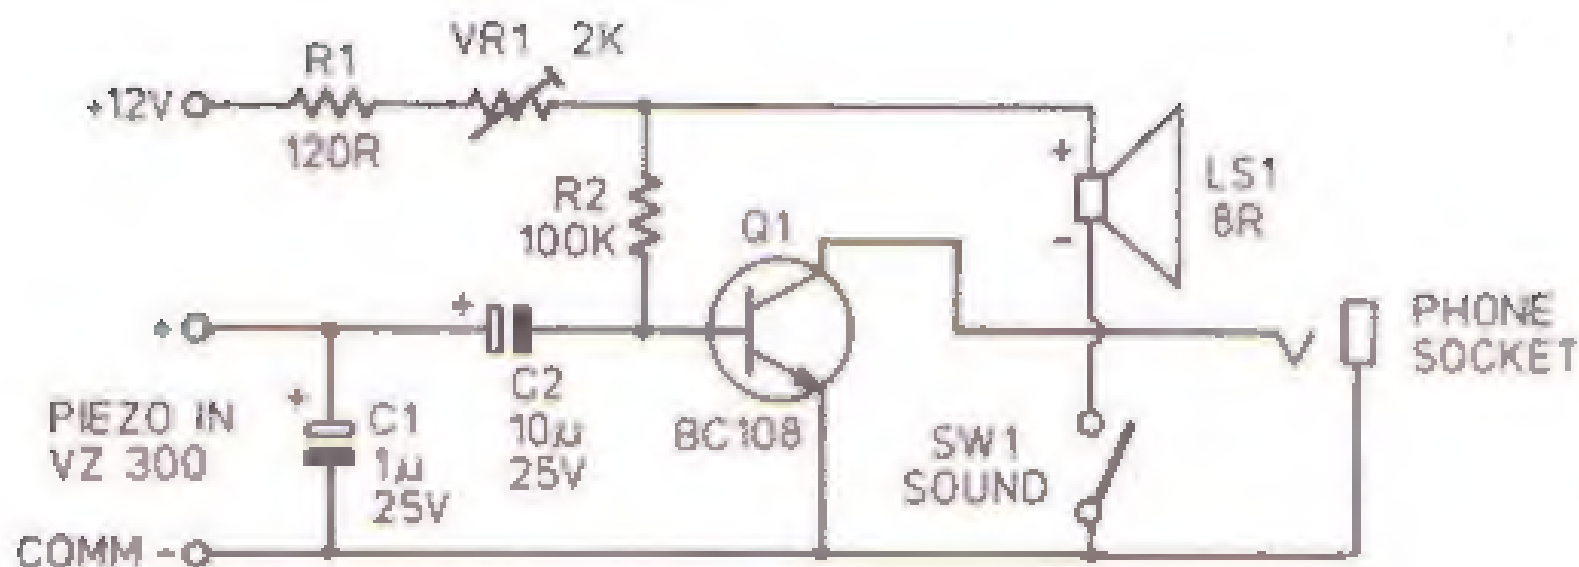 VR1 2K
R1
+12V
120R
R2
100K
Q1
+
LS1
8R
-
+
+
PHONE
SOCKET
PIEZO IN
VZ 300
+
C1
1µ
25V
C2
10µ
25V
BC108
SW1
SOUND
COMM -